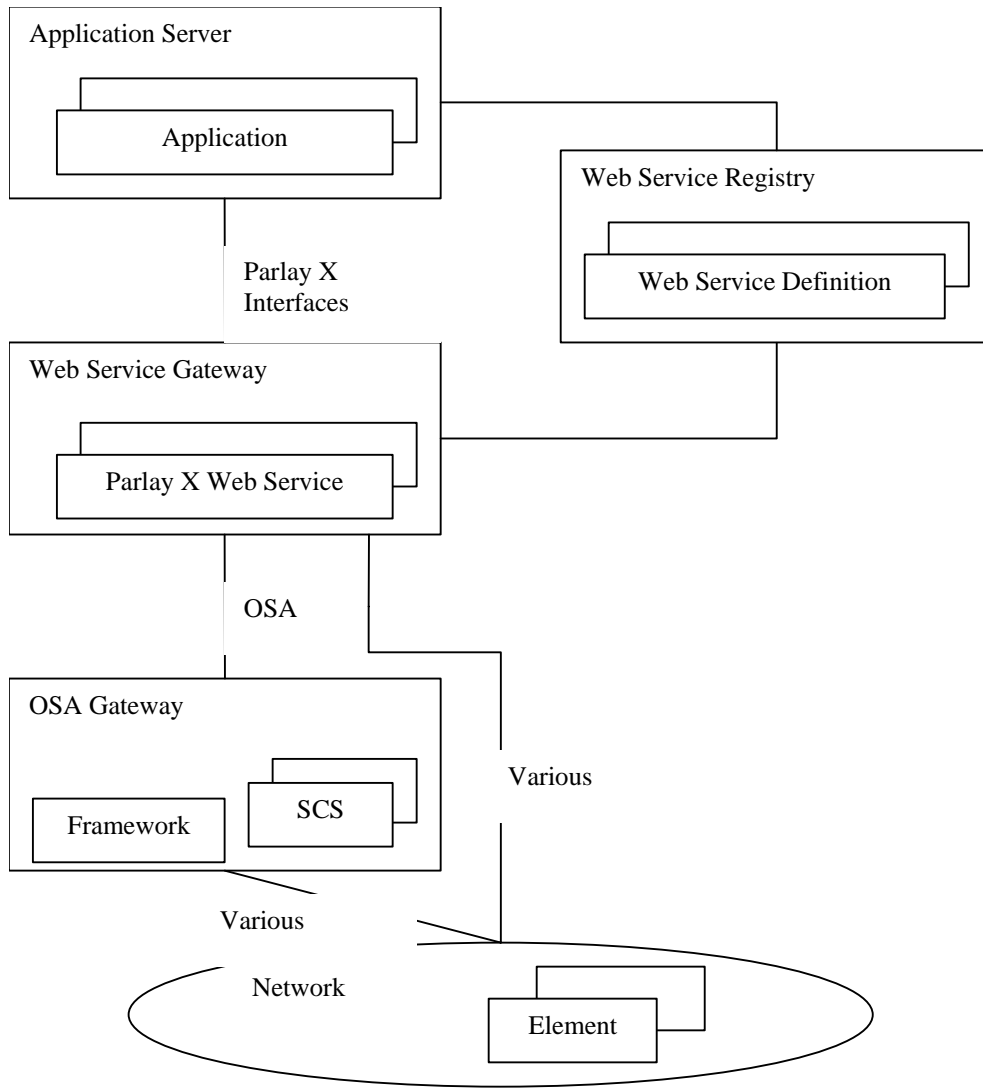 Application Server
Application
Web Service Registry
Web Service Definition
Parlay X
Interfaces
Web Service Gateway
Parlay X Web Service
OSA
OSA Gateway
SCS
Framework
Various
Various
Network
Element